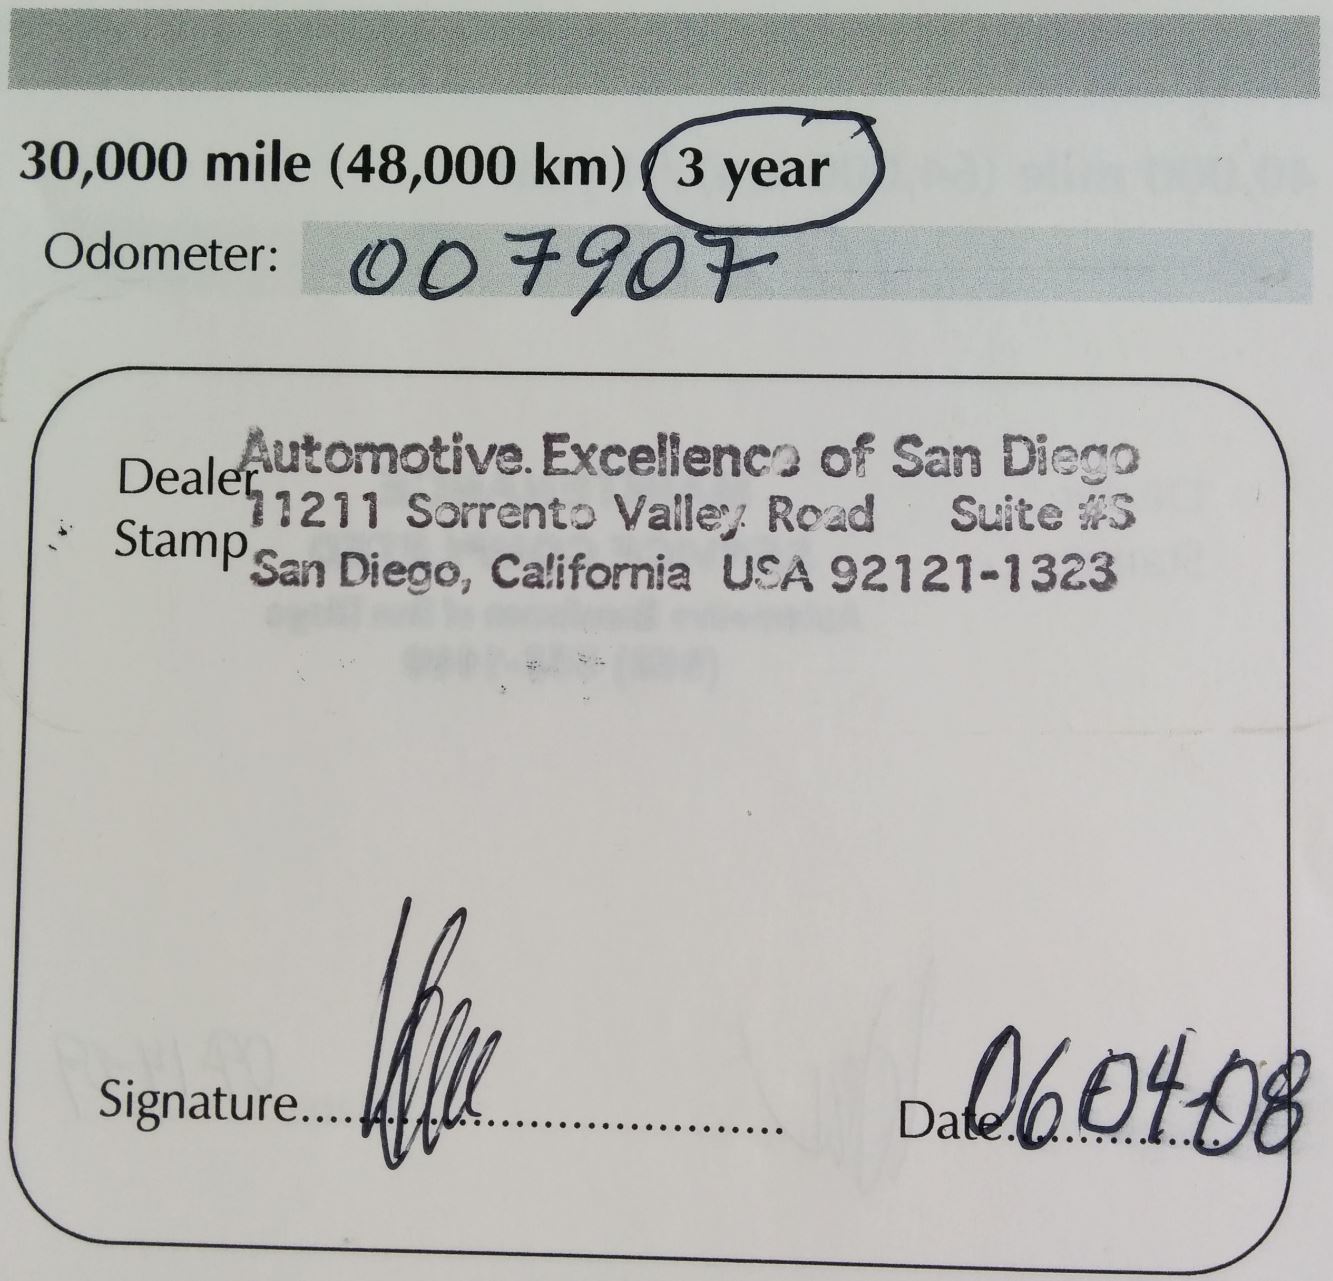 30,000 mile (48,000 km) 3 year
Odometer: 007907
Dealer Stamp
Automotive Excellence of San Diego
11211 Sorrento Valley Road Suite #S
San Diego, California USA 92121-1323
Signature..... Date..... 06-04-08